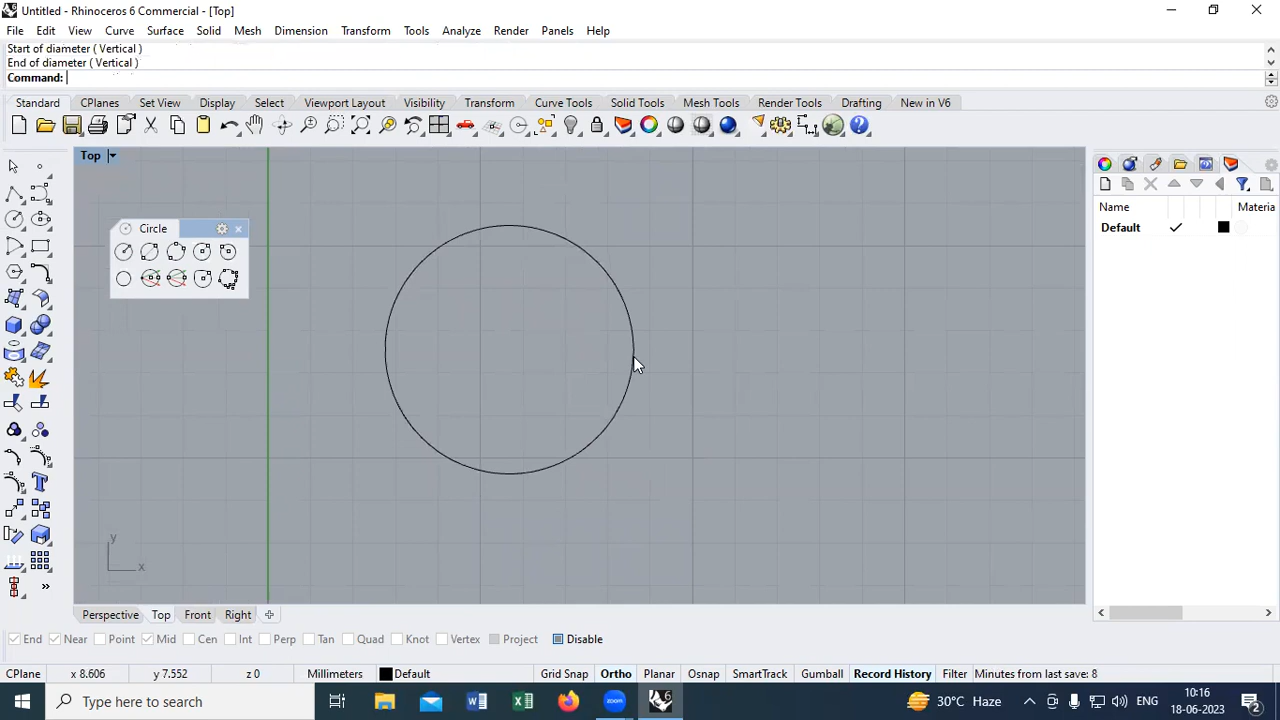 Untitled - Rhinoceros 6 Commercial - [Top]
File Edit View Curve Surface Solid Mesh Dimension Transform Tools Analyze Render Panels Help
Start of diameter ( Vertical )
End of diameter ( Vertical )
Command:
Standard CPlanes Set View Display Select Viewport Layout Visibility Transform Curve Tools Solid Tools Mesh Tools Render Tools Drafting New in V6
Top
Circle
Name Materia
Default
y
x
Perspective Top Front Right
End Near Point Mid Cen Int Perp Tan Quad Knot Vertex Project Disable
CPlane x 8.606 y 7.552 z 0 Millimeters Default Grid Snap Ortho Planar Osnap SmartTrack Gumball Record History Filter Minutes from last save: 8
Type here to search zoom 6 30°C Haze ENG 10:16
18-06-2023 2